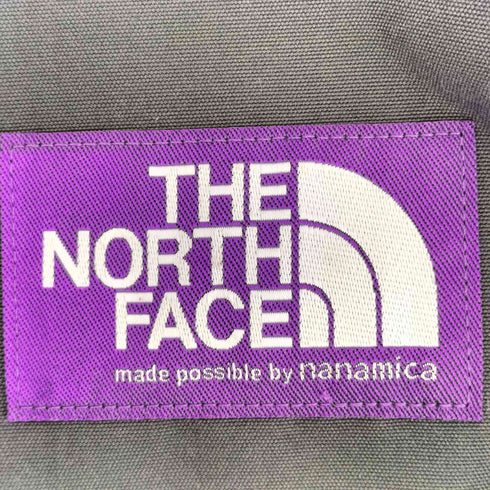 THE
NORTH
FACE
made possible by nanamica